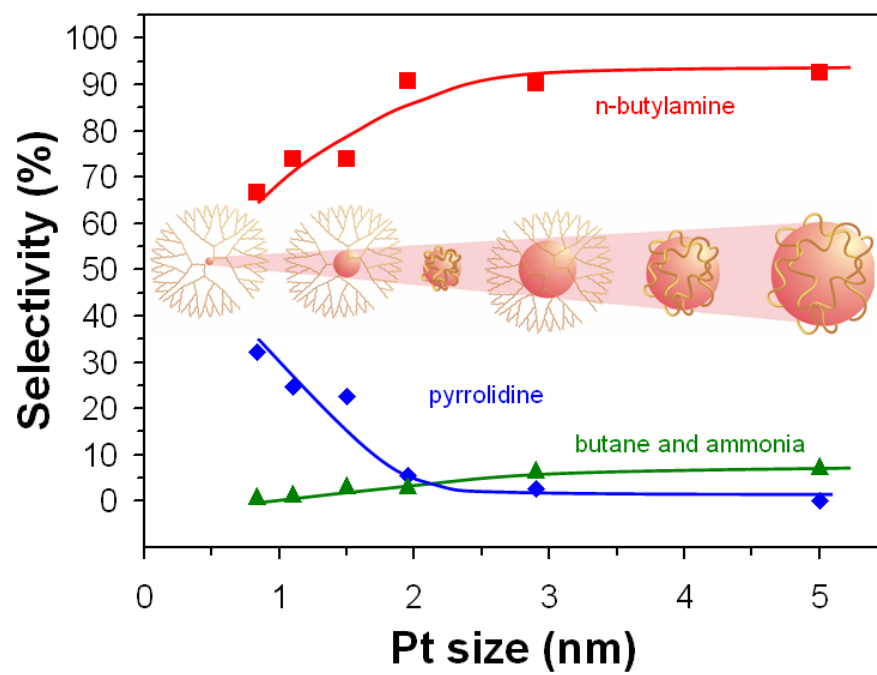 100
90
80
70
60
50
40
30
20
10
0
Selectivity (%)
n-butylamine
pyrrolidine
butane and ammonia
0 1 2 3 4 5
Pt size (nm)